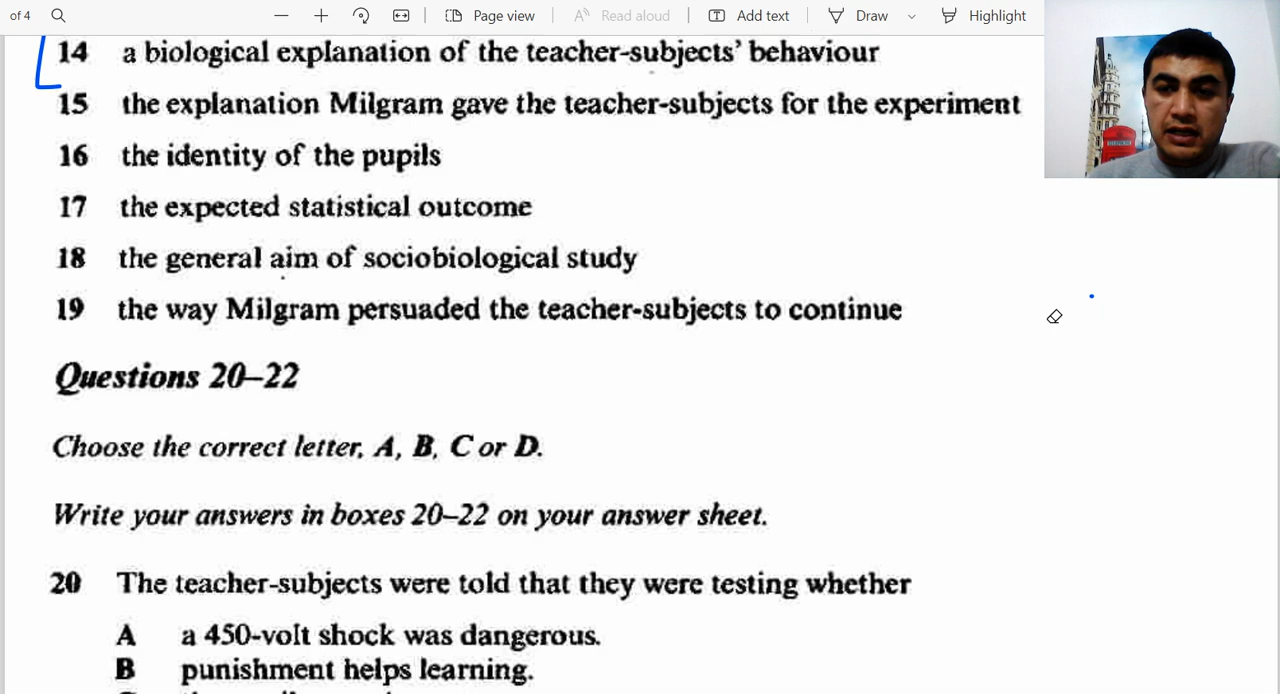 of 4 Page view Read aloud Add text Draw Highlight
14 a biological explanation of the teacher-subjects' behaviour
15 the explanation Milgram gave the teacher-subjects for the experiment
16 the identity of the pupils
17 the expected statistical outcome
18 the general aim of sociobiological study
19 the way Milgram persuaded the teacher-subjects to continue
Questions 20–22
Choose the correct letter, A, B, C or D.
Write your answers in boxes 20–22 on your answer sheet.
20 The teacher-subjects were told that they were testing whether
A a 450-volt shock was dangerous.
B punishment helps learning.